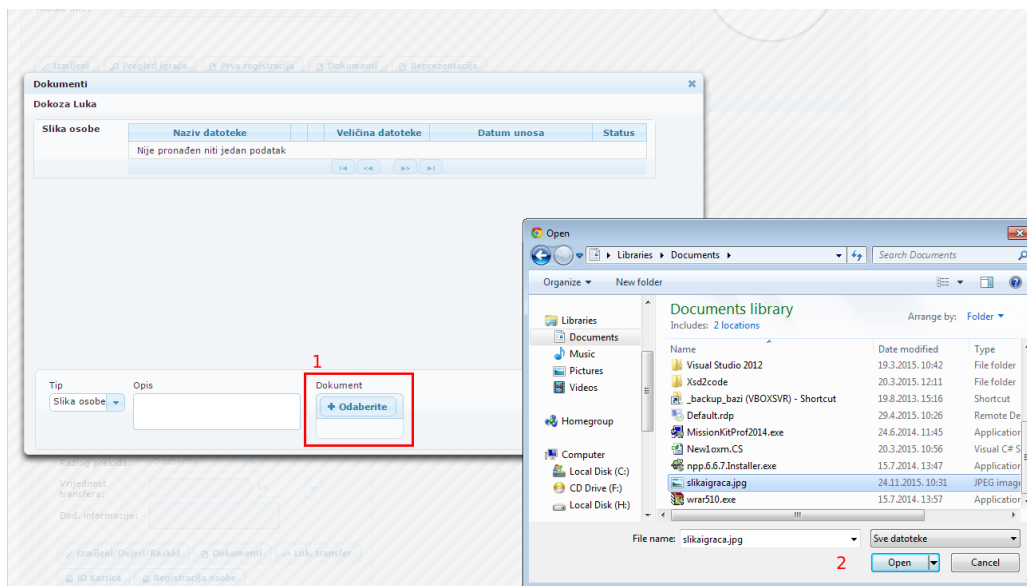 Izmijeni Pregled igrača Prva registracija Dokumenti Reprezentacija
Dokumenti
Dokoza Luka
Slika osobe
Naziv datoteke Veličina datoteke Datum unosa Status
Nije pronađen niti jedan podatak
1
Tip Opis Dokument
Slika osobe
+ Odaberite
Razlog prekida:
Vrijednost
transfera:
Dod. informacije:
Izmijeni/Ovjeri/Raskid Dokumenti Lok. transfer
ID Kartica Registracija osobe
Open
Libraries Documents
Search Documents
Organize New folder
Libraries
Documents
Music
Pictures
Videos
Homegroup
Computer
Local Disk (C:)
CD Drive (F:)
Local Disk (H:)
Documents library
Includes: 2 locations
Arrange by: Folder
Name Date modified Type
Visual Studio 2012 19.3.2015. 10:42 File folder
Xsd2code 20.3.2015. 12:11 File folder
_backup_bazi (VBOXSVR) - Shortcut 19.8.2013. 15:16 Shortcut
Default.rdp 29.4.2015. 10:26 Remote De
MissionKitProf2014.exe 24.6.2014. 11:45 Application
New1oxm.CS 20.3.2015. 10:56 Visual C# S
npp.6.6.7.Installer.exe 15.7.2014. 13:47 Application
slikaigraca.jpg 24.11.2015. 10:31 JPEG image
wrar510.exe 15.7.2014. 13:57 Application
File name: slikaigraca.jpg Sve datoteke
2
Open Cancel